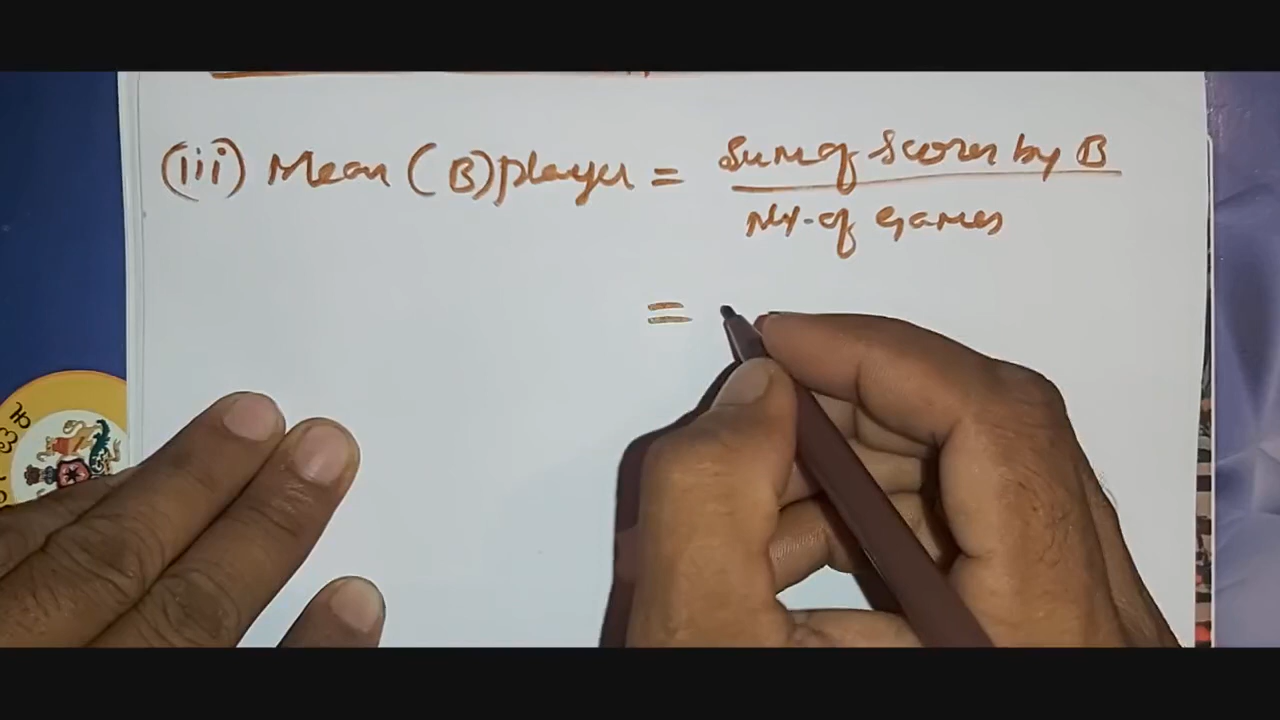 (iii) Mean (B) player = Sum of Scores by B
No. of games
=